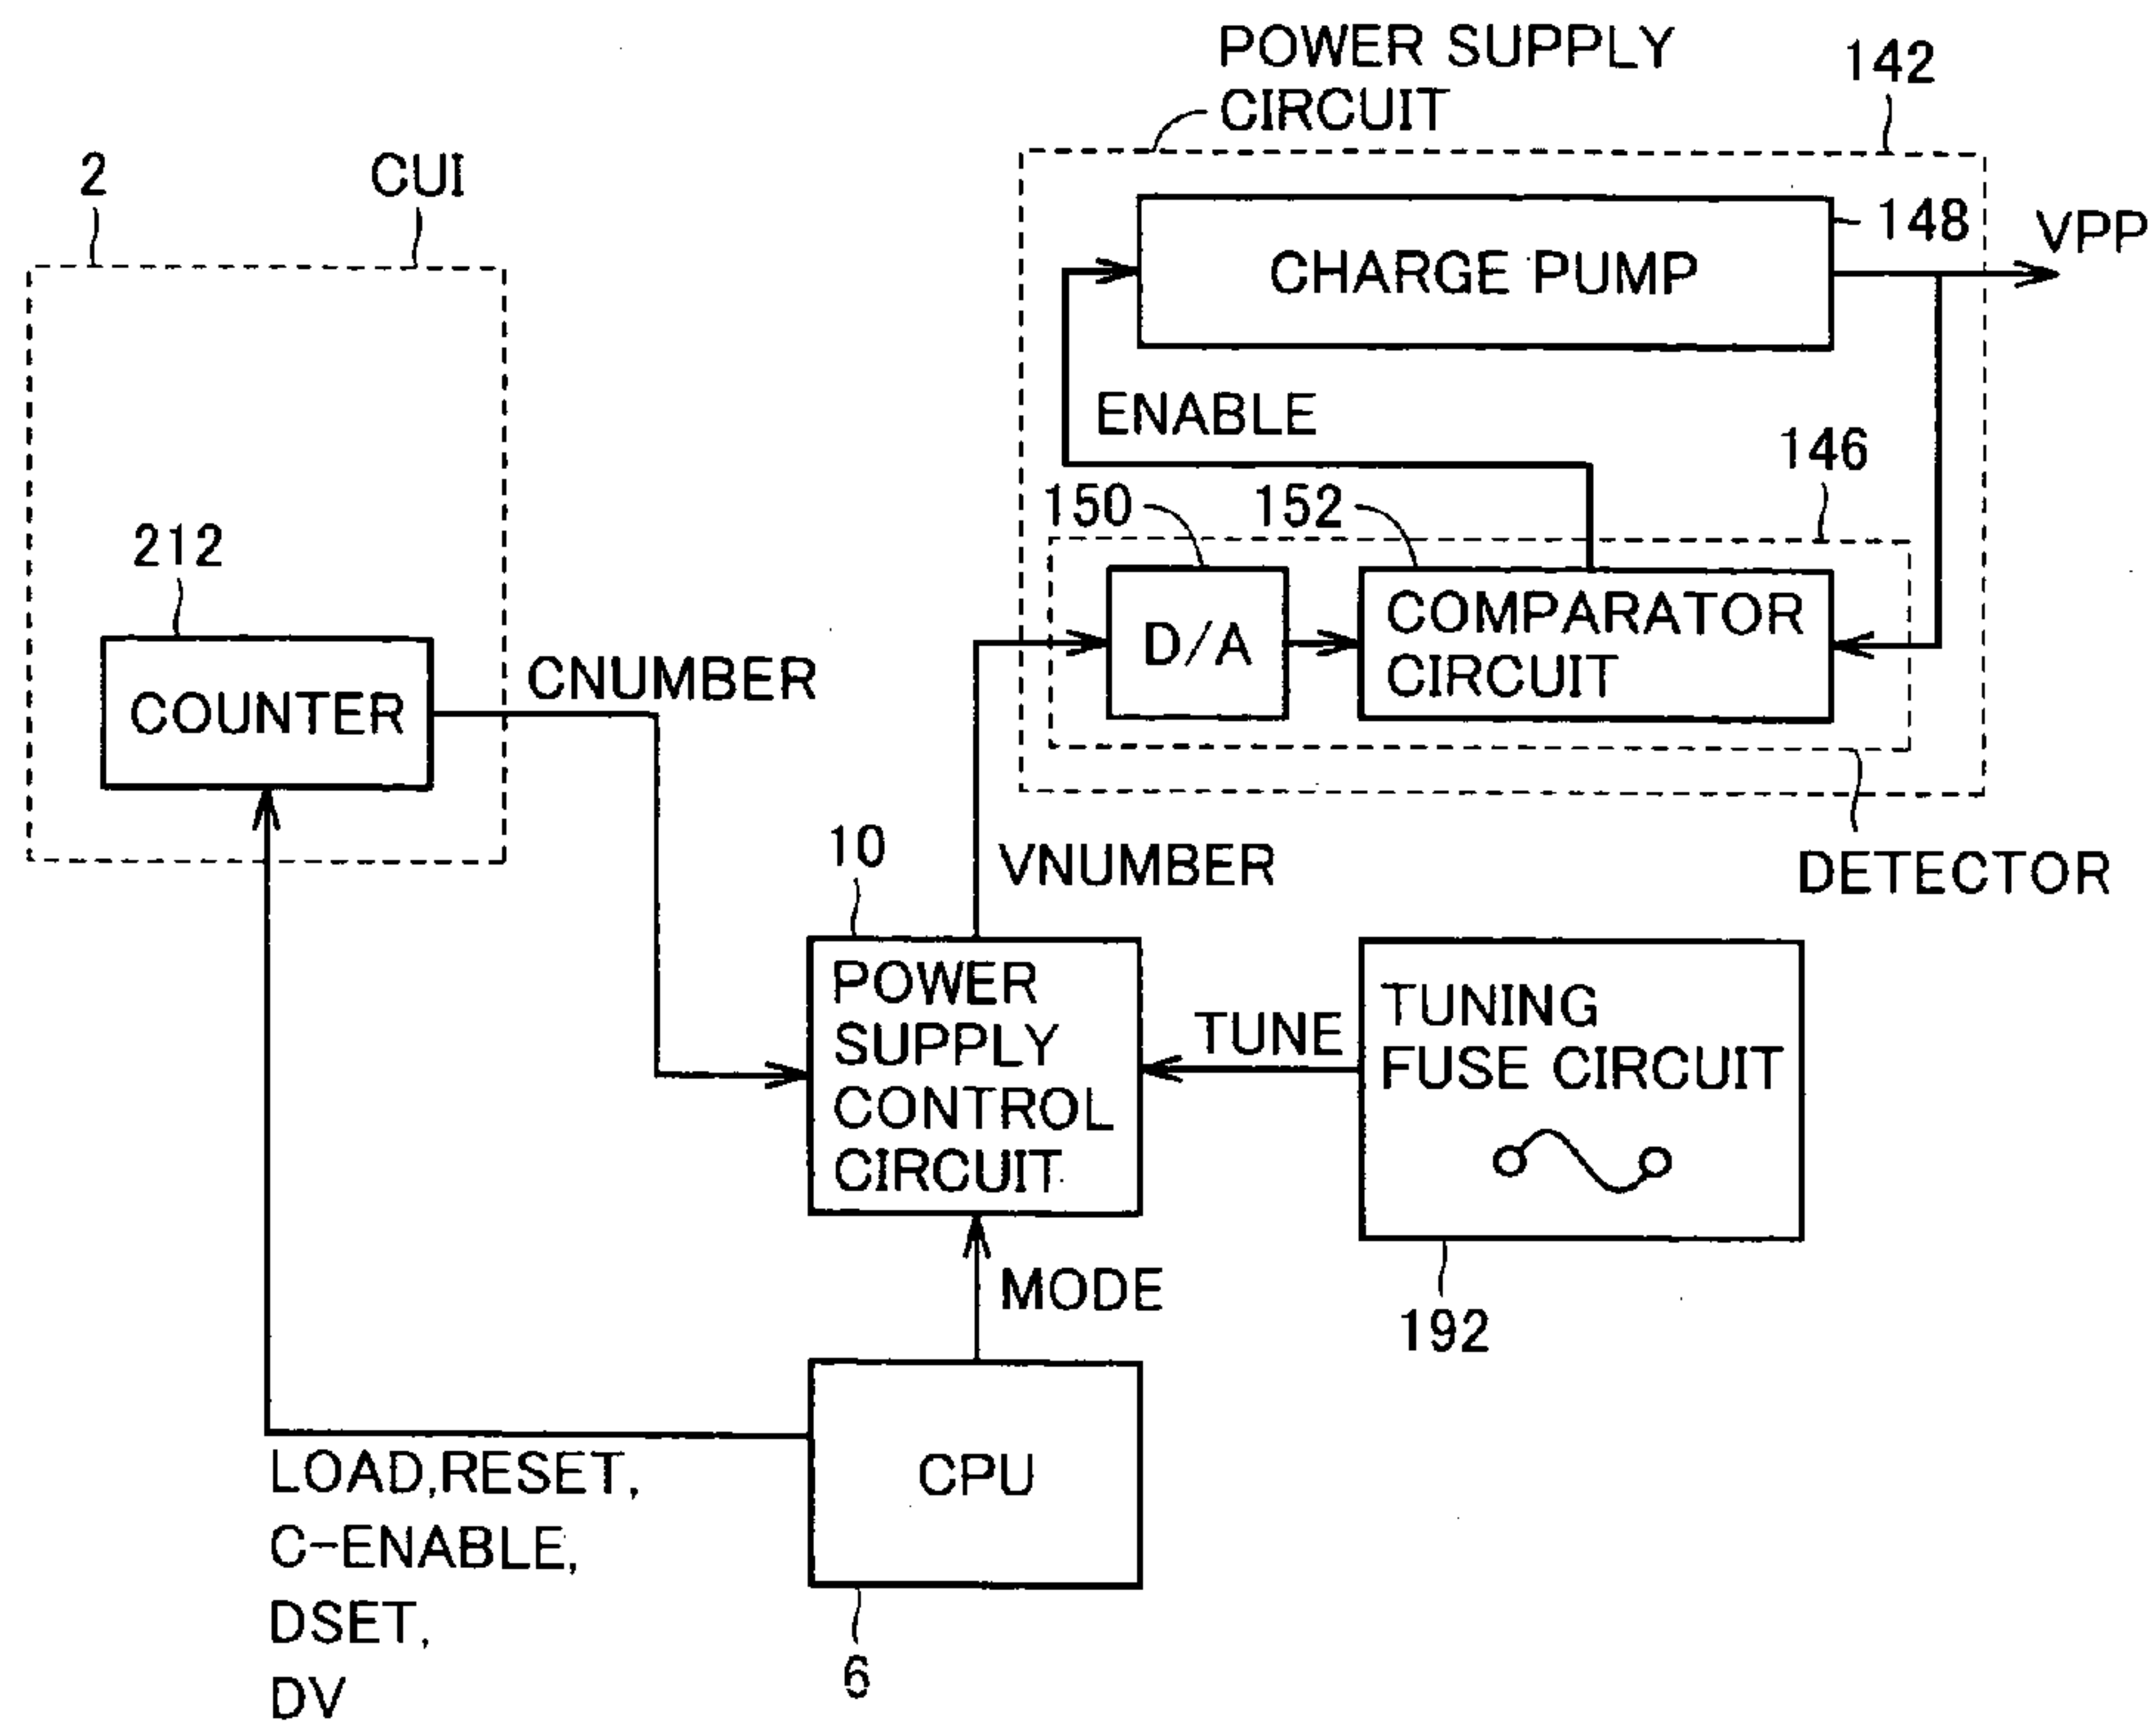 POWER SUPPLY
CIRCUIT
142
2
CUI
148
VPP
CHARGE PUMP
ENABLE
146
150
152
212
D/A
COMPARATOR
CIRCUIT
COUNTER
CNUMBER
10
VNUMBER
DETECTOR
POWER
SUPPLY
CONTROL
CIRCUIT
TUNE
TUNING
FUSE CIRCUIT
MODE
192
CPU
LOAD,RESET,
C-ENABLE,
DSET,
DV
6